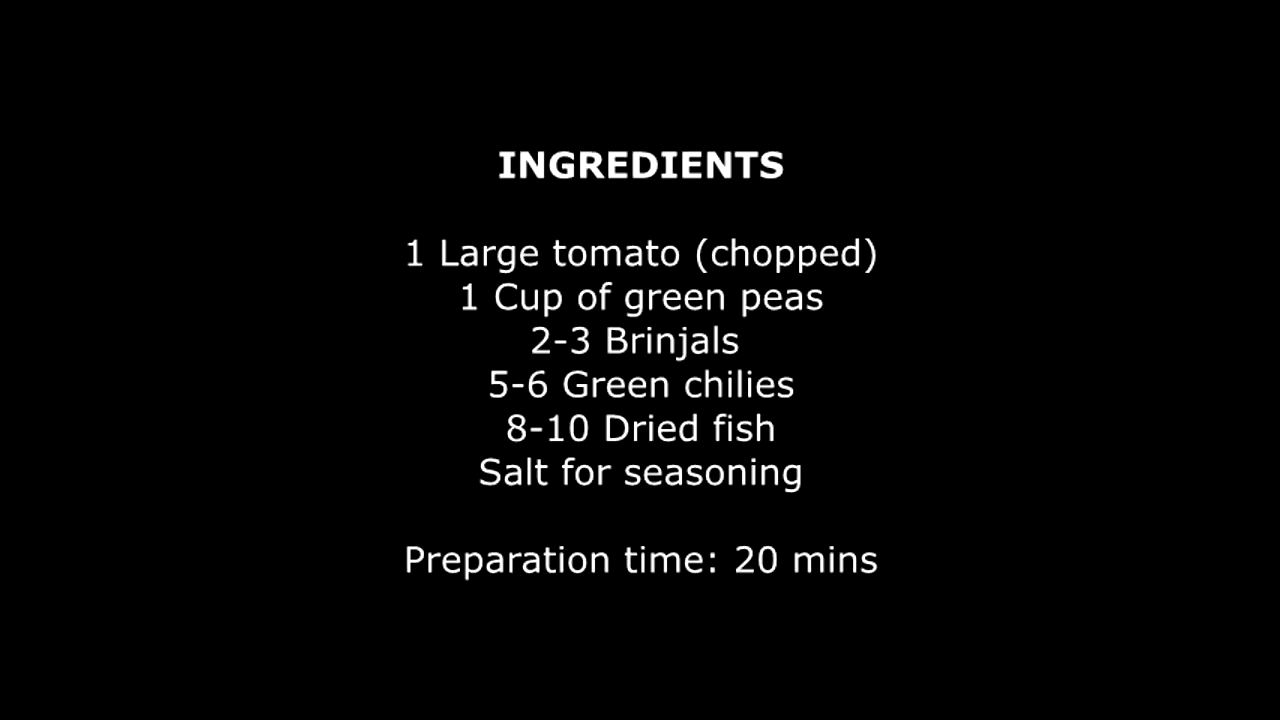 INGREDIENTS
1 Large tomato (chopped)
1 Cup of green peas
2-3 Brinjals
5-6 Green chilies
8-10 Dried fish
Salt for seasoning
Preparation time: 20 mins